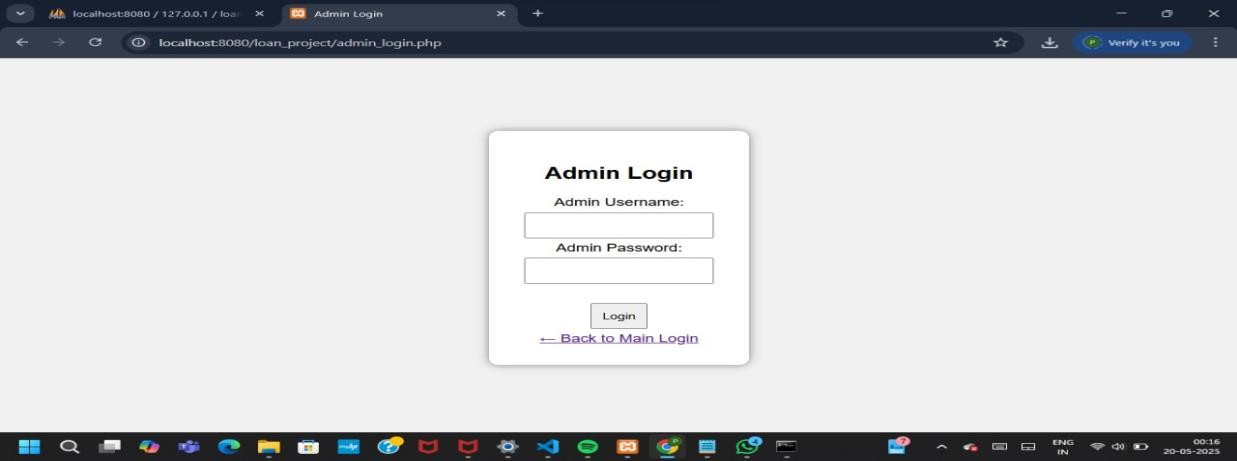 localhost:8080 / 127.0.0.1 / loan
Admin Login
localhost:8080/loan_project/admin_login.php
Verify it's you
Admin Login
Admin Username:
Admin Password:
Login
← Back to Main Login
ENG
IN
00:16
20-05-2025